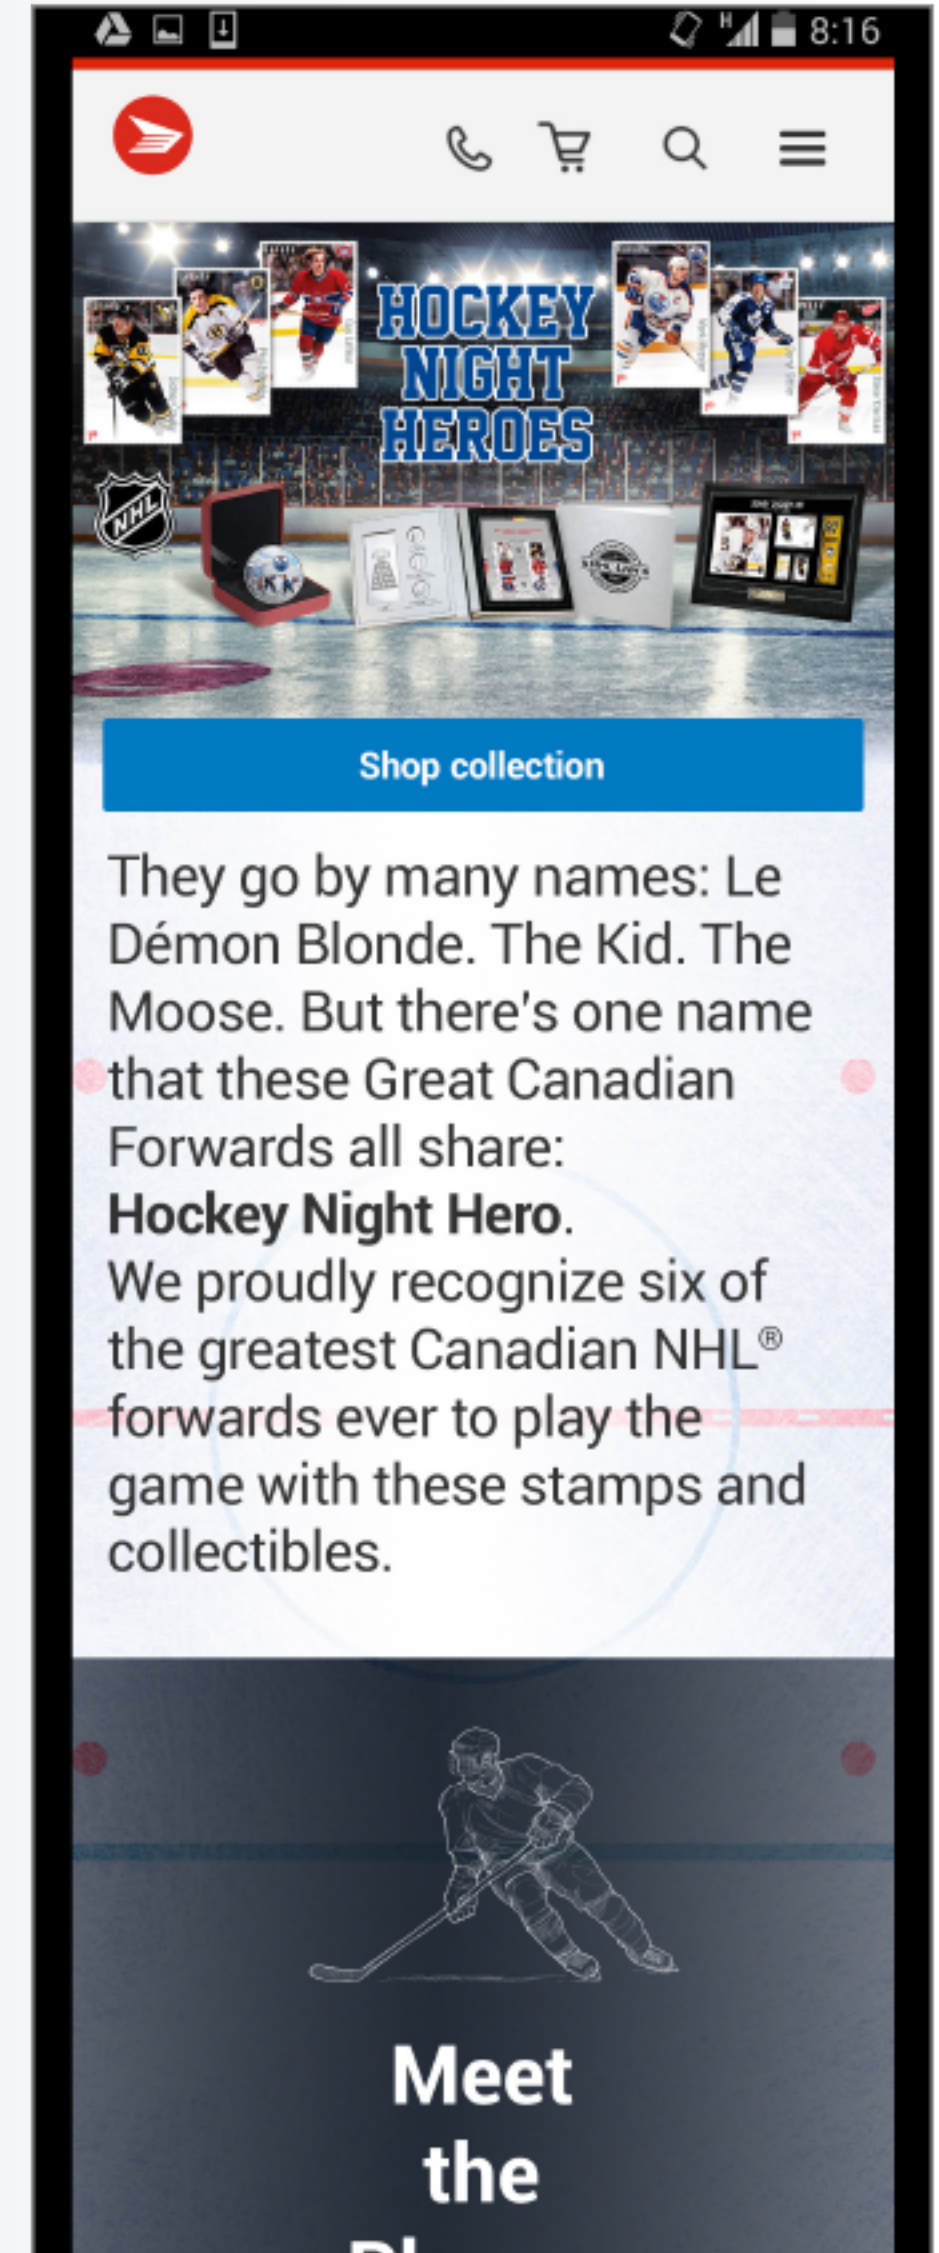 H
8:16
HOCKEY
NIGHT
HEROES
NHL
Shop collection
They go by many names: Le
Démon Blonde. The Kid. The
Moose. But there's one name
that these Great Canadian
Forwards all share:
Hockey Night Hero.
We proudly recognize six of
the greatest Canadian NHL®
forwards ever to play the
game with these stamps and
collectibles.
Meet
the